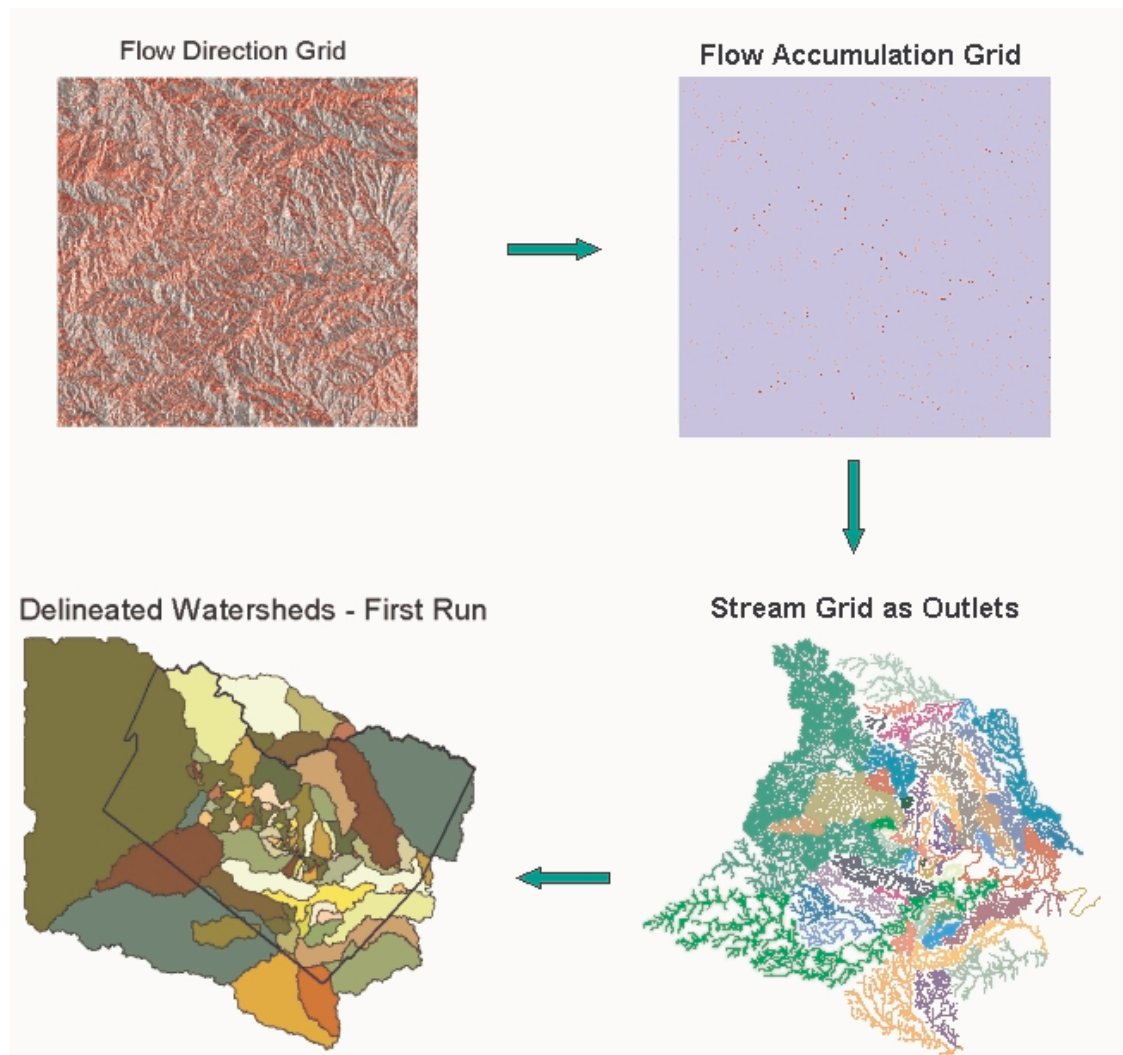 Flow Direction Grid
Flow Accumulation Grid
Delineated Watersheds - First Run
Stream Grid as Outlets